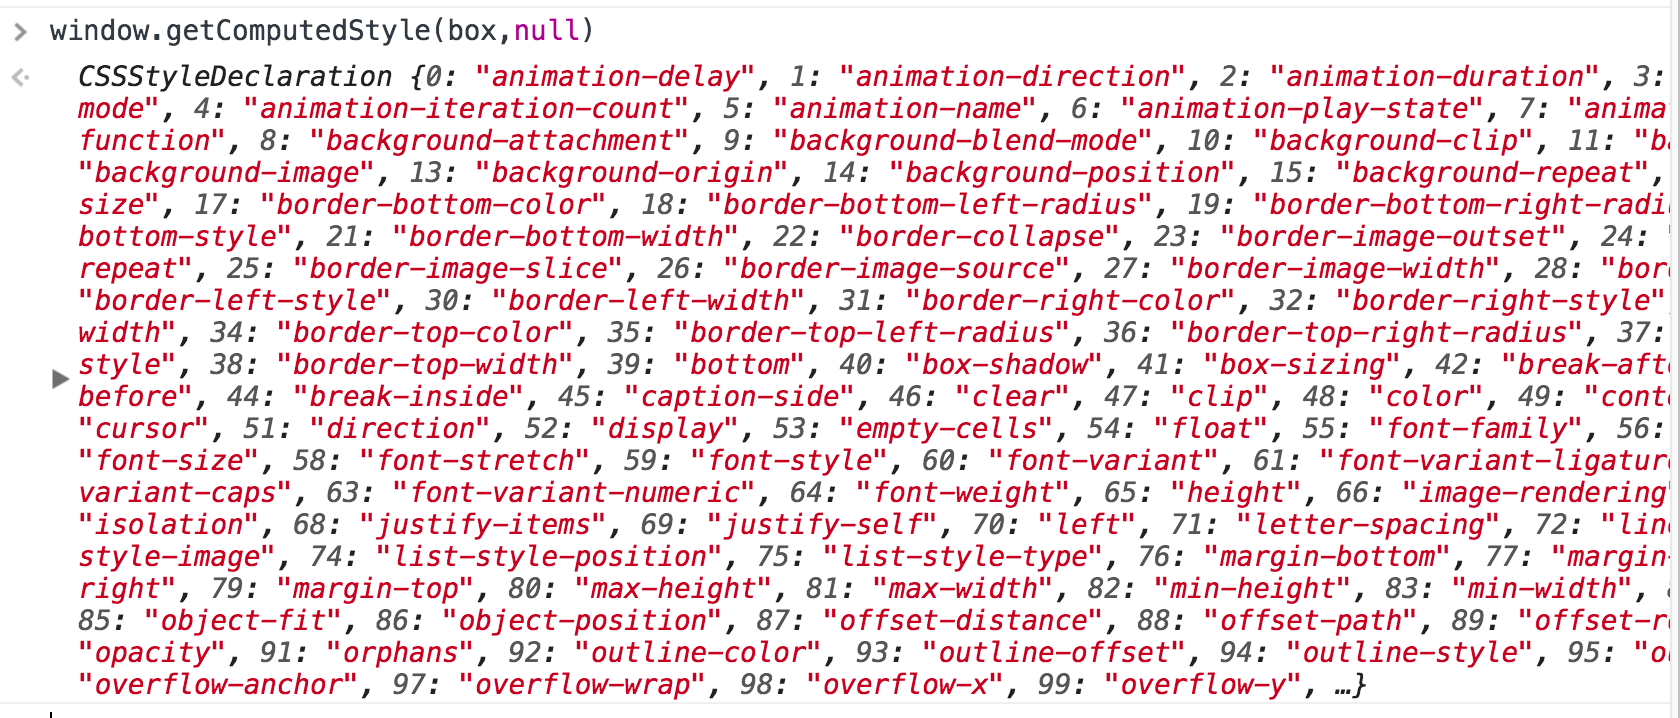 window.getComputedStyle(box,null)
CSSStyleDeclaration {0: "animation-delay", 1: "animation-direction", 2: "animation-duration", 3:
mode", 4: "animation-iteration-count", 5: "animation-name", 6: "animation-play-state", 7: "anima
function", 8: "background-attachment", 9: "background-blend-mode", 10: "background-clip", 11: "ba
"background-image", 13: "background-origin", 14: "background-position", 15: "background-repeat",
size", 17: "border-bottom-color", 18: "border-bottom-left-radius", 19: "border-bottom-right-radi
bottom-style", 21: "border-bottom-width", 22: "border-collapse", 23: "border-image-outset", 24: "
repeat", 25: "border-image-slice", 26: "border-image-source", 27: "border-image-width", 28: "bor
"border-left-style", 30: "border-left-width", 31: "border-right-color", 32: "border-right-style"
width", 34: "border-top-color", 35: "border-top-left-radius", 36: "border-top-right-radius", 37:
style", 38: "border-top-width", 39: "bottom", 40: "box-shadow", 41: "box-sizing", 42: "break-aft
before", 44: "break-inside", 45: "caption-side", 46: "clear", 47: "clip", 48: "color", 49: "cont
"cursor", 51: "direction", 52: "display", 53: "empty-cells", 54: "float", 55: "font-family", 56:
"font-size", 58: "font-stretch", 59: "font-style", 60: "font-variant", 61: "font-variant-ligatur
variant-caps", 63: "font-variant-numeric", 64: "font-weight", 65: "height", 66: "image-rendering"
"isolation", 68: "justify-items", 69: "justify-self", 70: "left", 71: "letter-spacing", 72: "lin
style-image", 74: "list-style-position", 75: "list-style-type", 76: "margin-bottom", 77: "margin-
right", 79: "margin-top", 80: "max-height", 81: "max-width", 82: "min-height", 83: "min-width",
85: "object-fit", 86: "object-position", 87: "offset-distance", 88: "offset-path", 89: "offset-r
"opacity", 91: "orphans", 92: "outline-color", 93: "outline-offset", 94: "outline-style", 95: "o
"overflow-anchor", 97: "overflow-wrap", 98: "overflow-x", 99: "overflow-y", …}